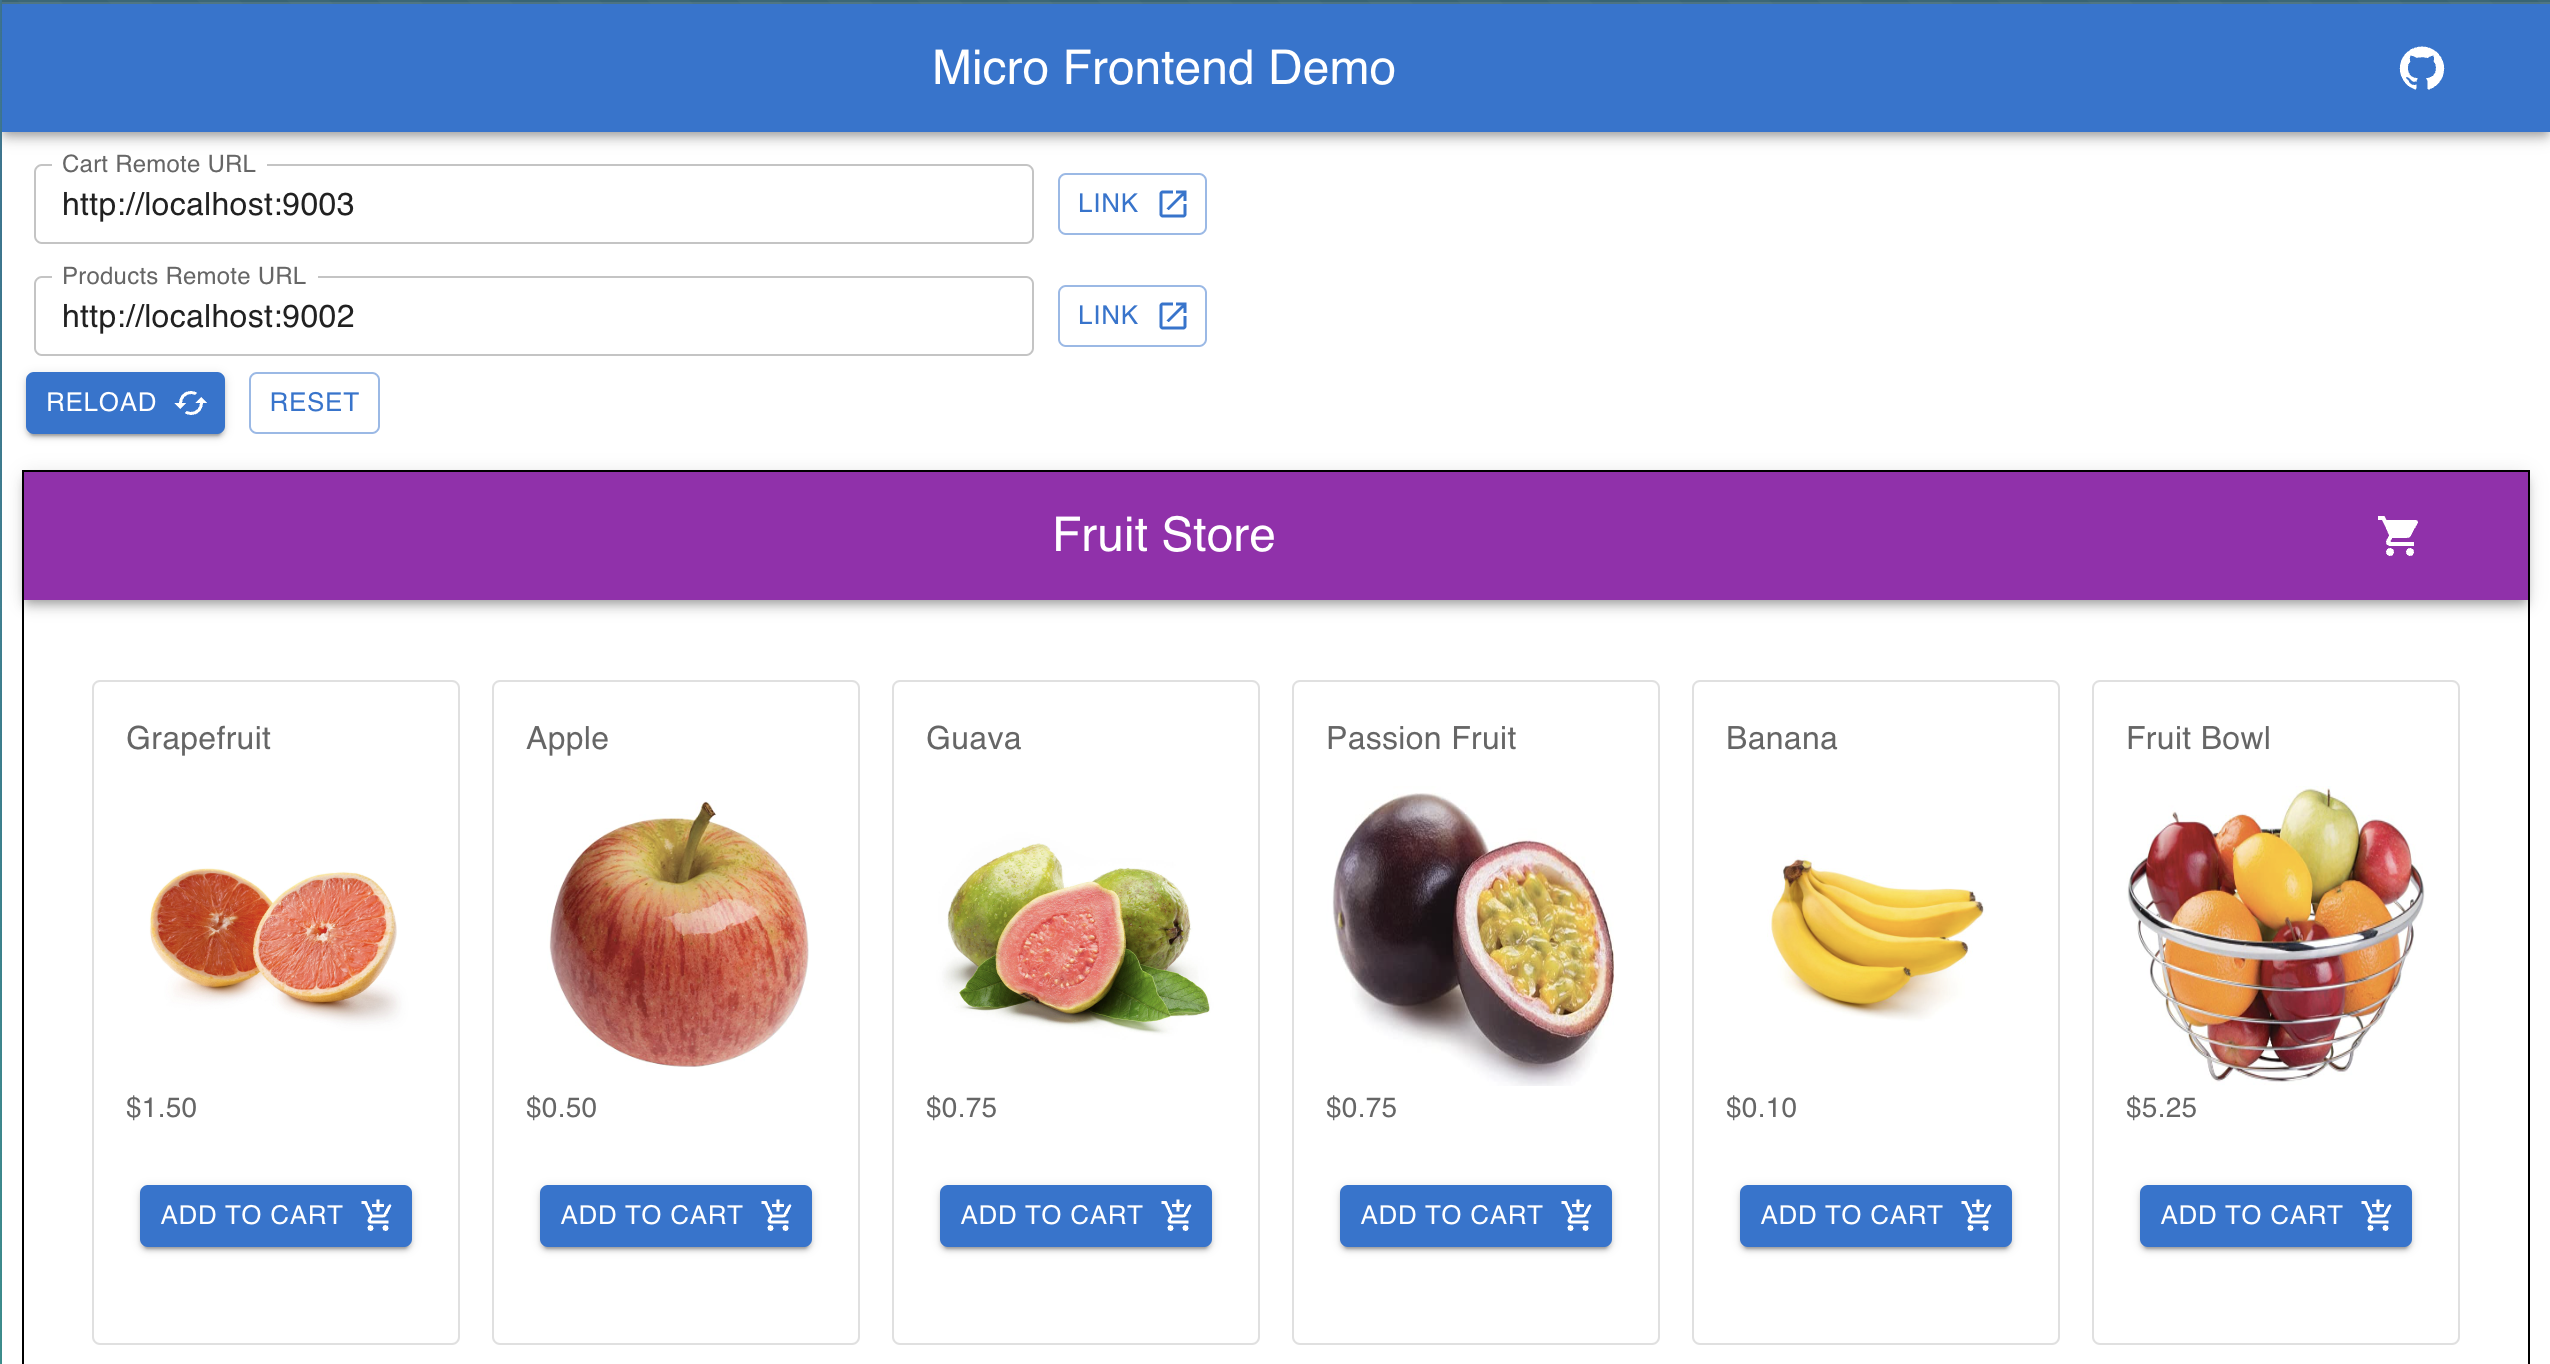 Micro Frontend Demo
Cart Remote URL
http://localhost:9003
LINK
Products Remote URL
http://localhost:9002
LINK
RELOAD
RESET
Fruit Store
Grapefruit
$1.50
ADD TO CART
Apple
$0.50
ADD TO CART
Guava
$0.75
ADD TO CART
Passion Fruit
$0.75
ADD TO CART
Banana
$0.10
ADD TO CART
Fruit Bowl
$5.25
ADD TO CART